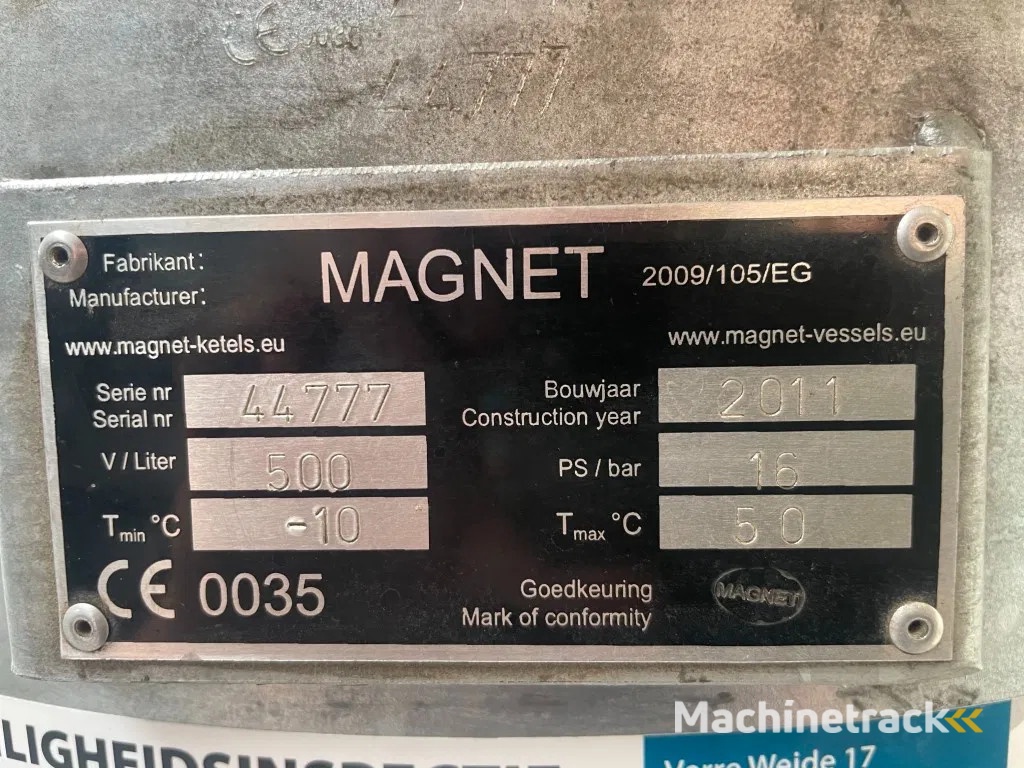 44777
Fabrikant: MAGNET 2009/105/EG
Manufacturer:
www.magnet-ketels.eu www.magnet-vessels.eu
Serie nr 44777 Bouwjaar 2011
Serial nr Construction year
V / Liter 500 PS / bar 16
Tmin °C -10 Tmax °C 50
CE 0035 Goedkeuring MAGNET
Mark of conformity
Machinetrack
Weide 17